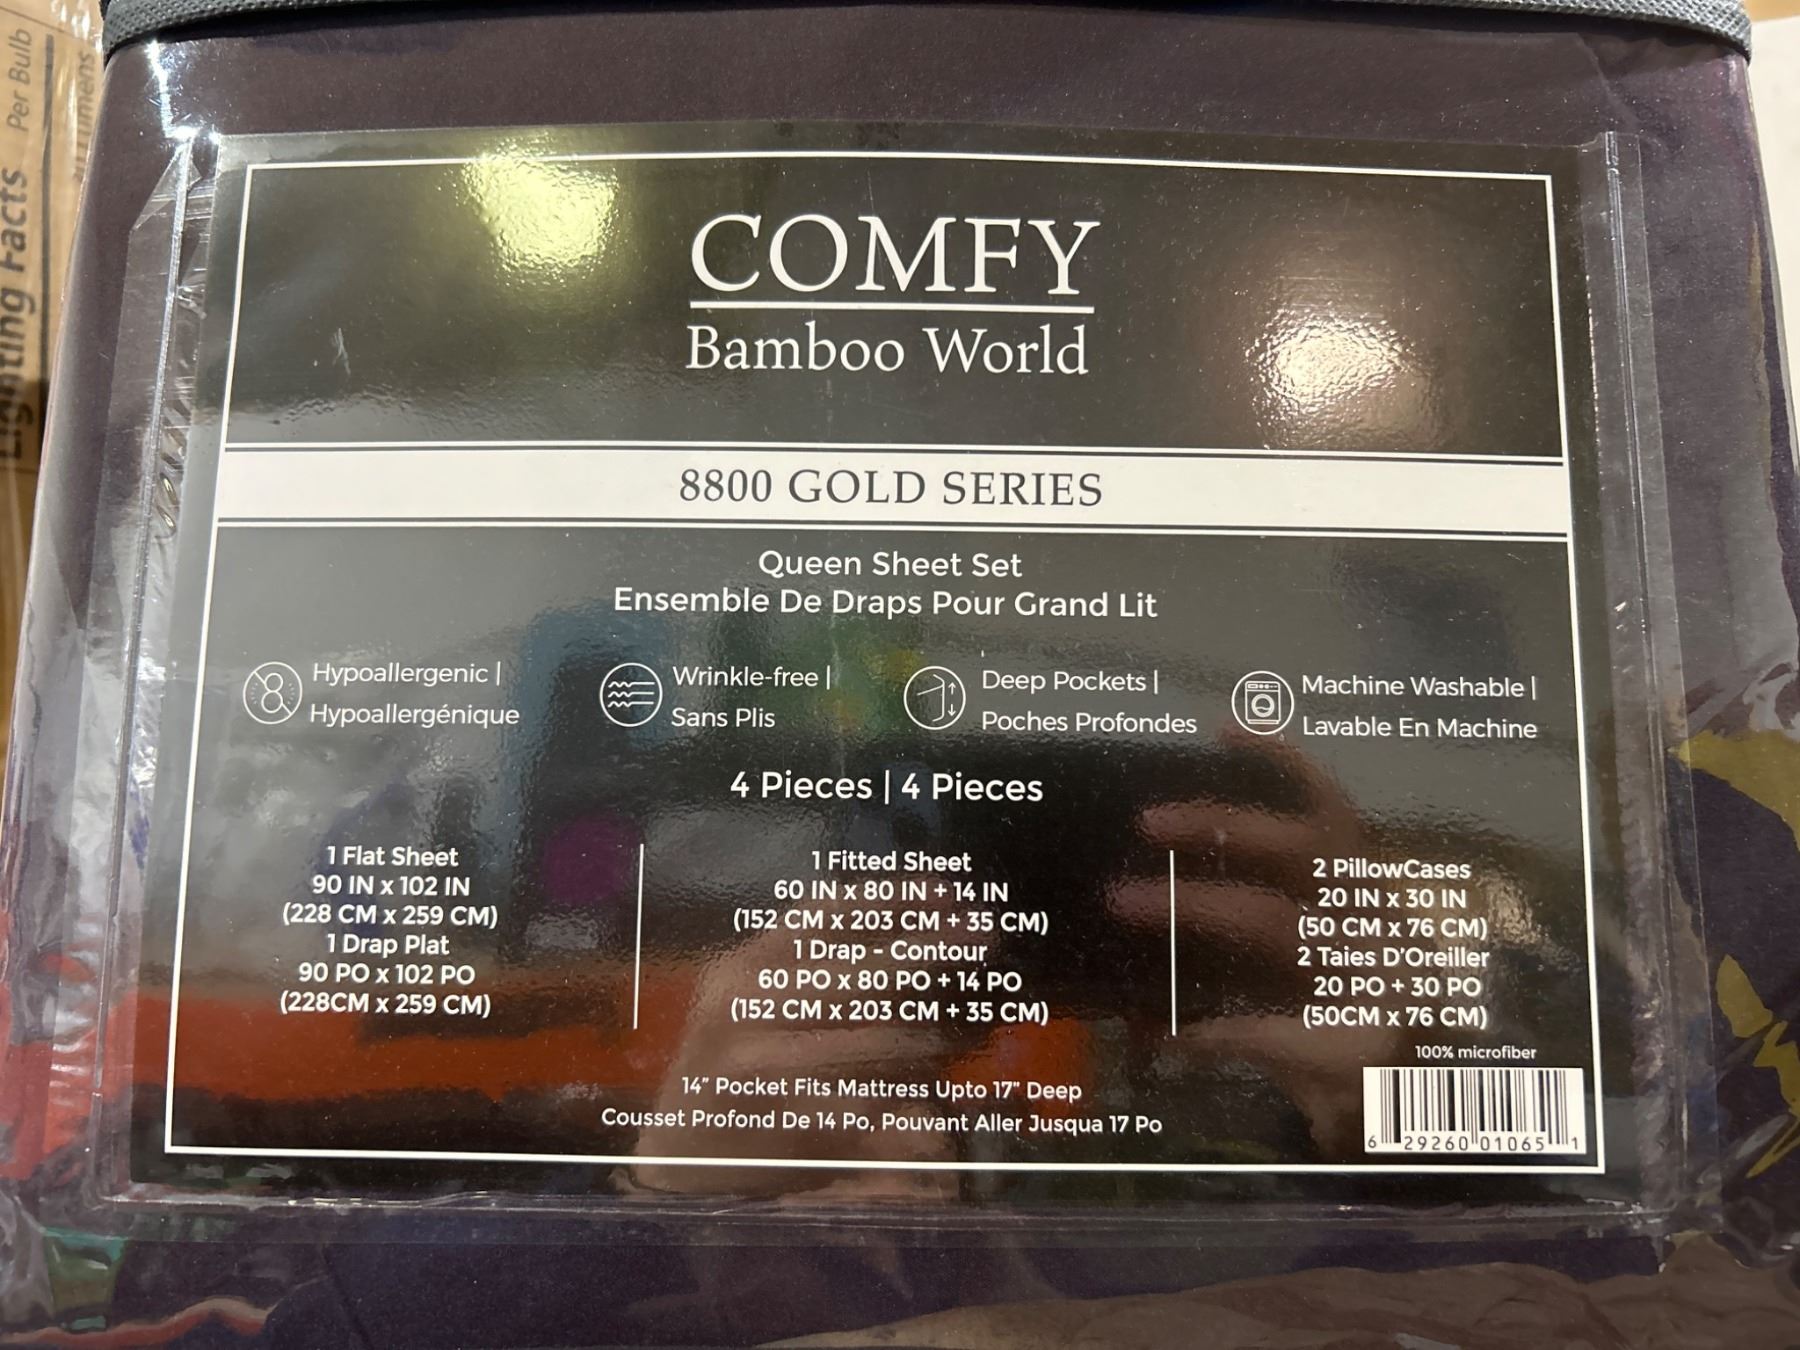 COMFY
Bamboo World
8800 GOLD SERIES
Queen Sheet Set
Ensemble De Draps Pour Grand Lit
Hypoallergenic |
Hypoallergénique
Wrinkle-free |
Sans Plis
Deep Pockets |
Poches Profondes
Machine Washable |
Lavable En Machine
4 Pieces | 4 Pieces
1 Flat Sheet
90 IN x 102 IN
(228 CM x 259 CM)
1 Drap Plat
90 PO x 102 PO
(228CM x 259 CM)
1 Fitted Sheet
60 IN x 80 IN + 14 IN
(152 CM x 203 CM + 35 CM)
1 Drap - Contour
60 PO x 80 PO + 14 PO
(152 CM x 203 CM + 35 CM)
2 PillowCases
20 IN x 30 IN
(50 CM x 76 CM)
2 Taies D'Oreiller
20 PO + 30 PO
(50CM x 76 CM)
100% microfiber
14" Pocket Fits Mattress Upto 17" Deep
Cousset Profond De 14 Po, Pouvant Aller Jusqua 17 Po
6 29260 01065 1
Lighting Facts Per Bulb